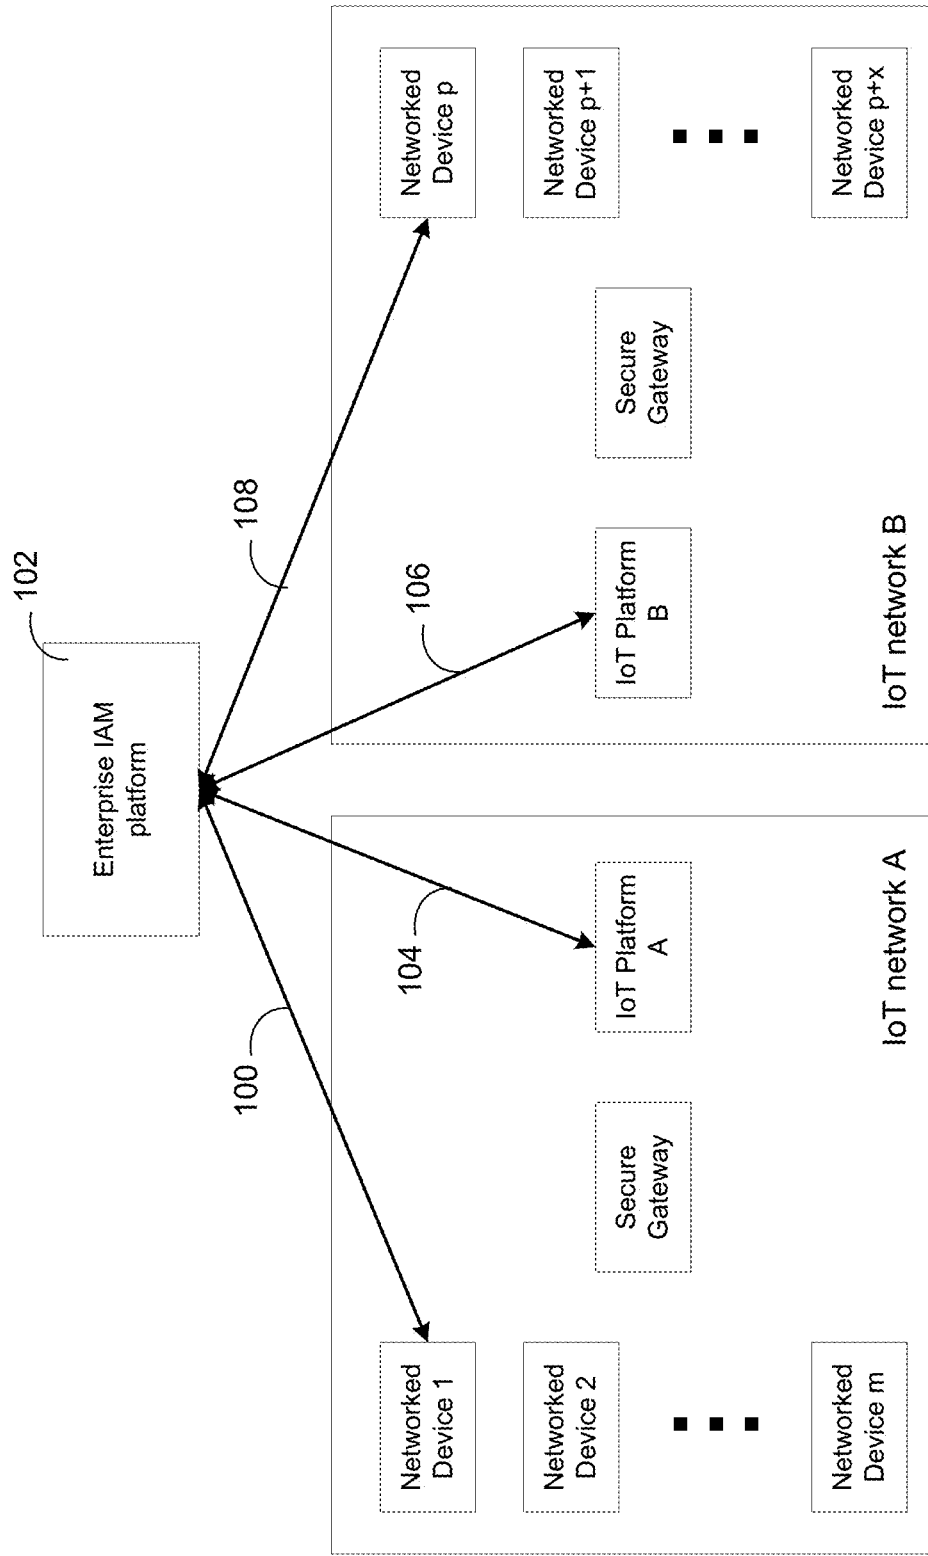 102
Enterprise IAM
platform
100
108
104
106
Networked
Device 1
Networked
Device 2
Networked
Device m
Secure
Gateway
IoT Platform
A
IoT network A
IoT Platform
B
Secure
Gateway
Networked
Device p
Networked
Device p+1
Networked
Device p+x
IoT network B